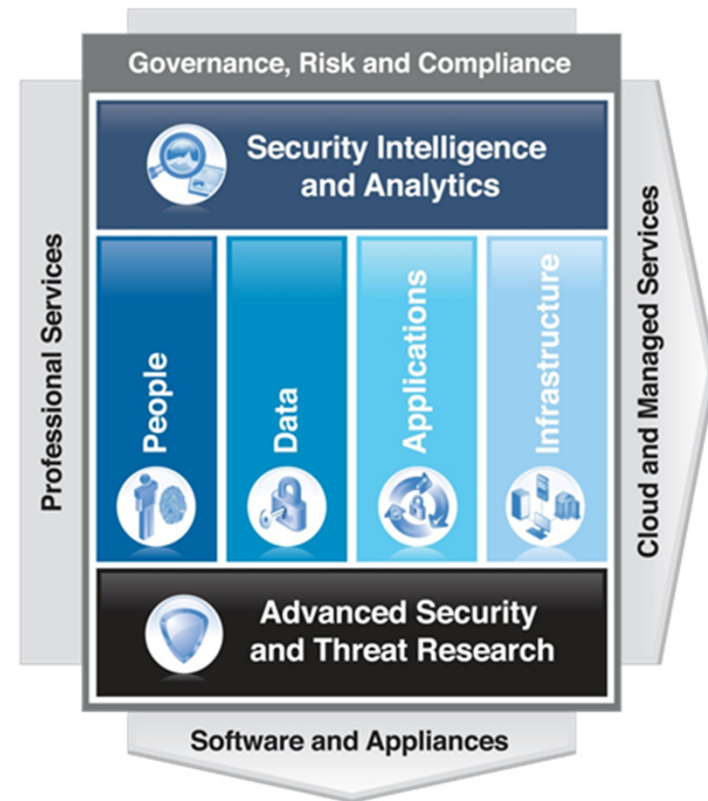 Governance, Risk and Compliance
Security Intelligence
and Analytics
Professional Services
People
Data
Applications
Infrastructure
Cloud and Managed Services
Advanced Security
and Threat Research
Software and Appliances